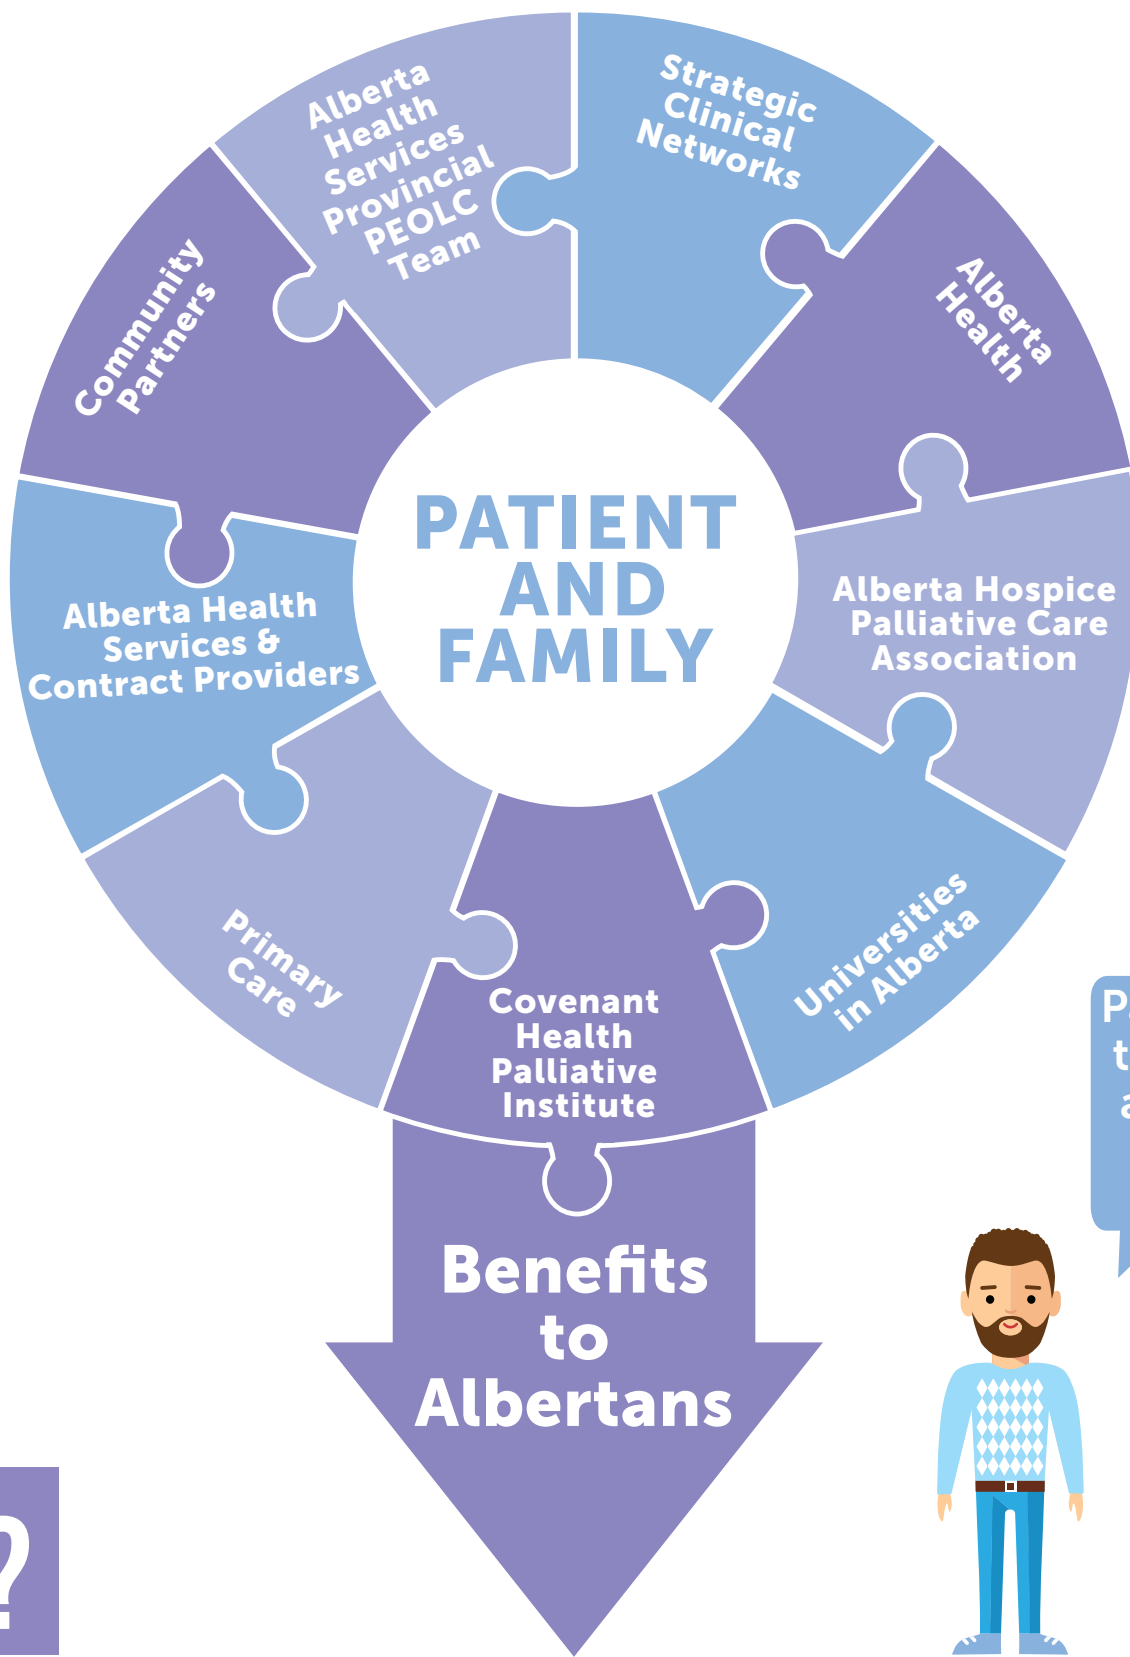 Alberta
Health
Services
Provincial
PEOLC
Team
Strategic
Clinical
Networks
Alberta
Health
Alberta Hospice
Palliative Care
Association
Universities
in Alberta
Covenant
Health
Palliative
Institute
Primary
Care
Alberta Health
Services &
Contract Providers
Community
Partners
PATIENT
AND
FAMILY
Benefits
to
Albertans
?